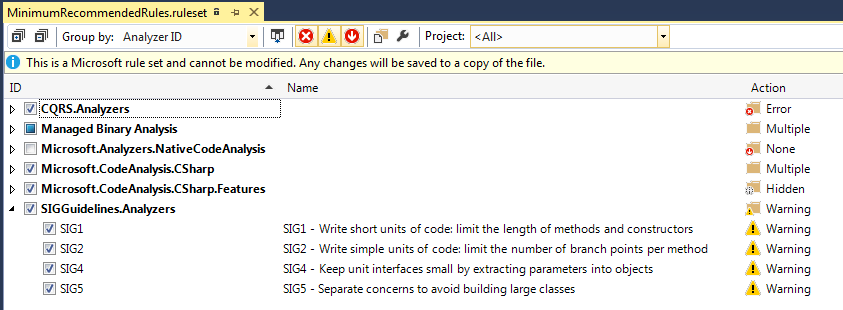 MinimumRecommendedRules.ruleset
Group by: Analyzer ID Project: <All>
This is a Microsoft rule set and cannot be modified. Any changes will be saved to a copy of the file.
ID Name Action
CQRS.Analyzers Error
Managed Binary Analysis Multiple
Microsoft.Analyzers.NativeCodeAnalysis None
Microsoft.CodeAnalysis.CSharp Multiple
Microsoft.CodeAnalysis.CSharp.Features Hidden
SIGGuidelines.Analyzers Warning
SIG1 SIG1 - Write short units of code: limit the length of methods and constructors Warning
SIG2 SIG2 - Write simple units of code: limit the number of branch points per method Warning
SIG4 SIG4 - Keep unit interfaces small by extracting parameters into objects Warning
SIG5 SIG5 - Separate concerns to avoid building large classes Warning